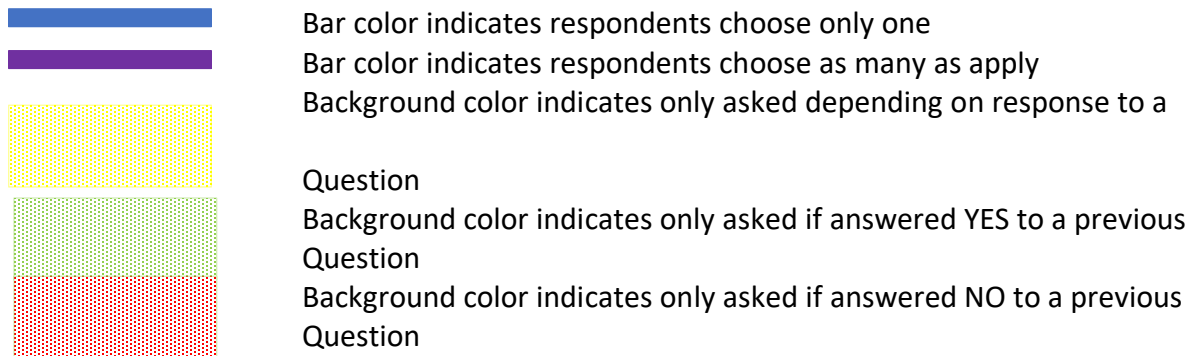 Bar color indicates respondents choose only one
Bar color indicates respondents choose as many as apply
Background color indicates only asked depending on response to a
Question
Background color indicates only asked if answered YES to a previous
Question
Background color indicates only asked if answered NO to a previous
Question